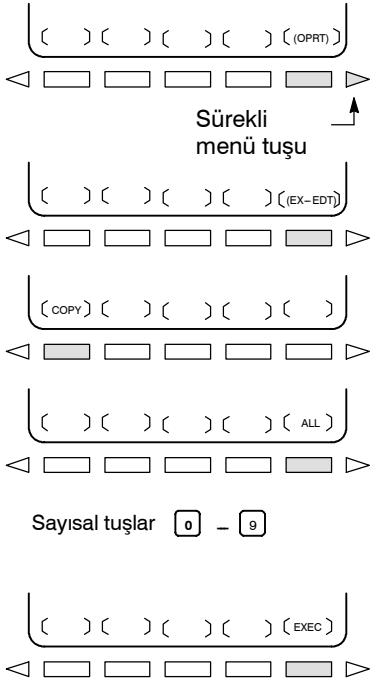 (OPRT)
Sürekli
menü tuşu
(EX−EDT)
COPY
ALL
Sayısal tuşlar 0 – 9
EXEC